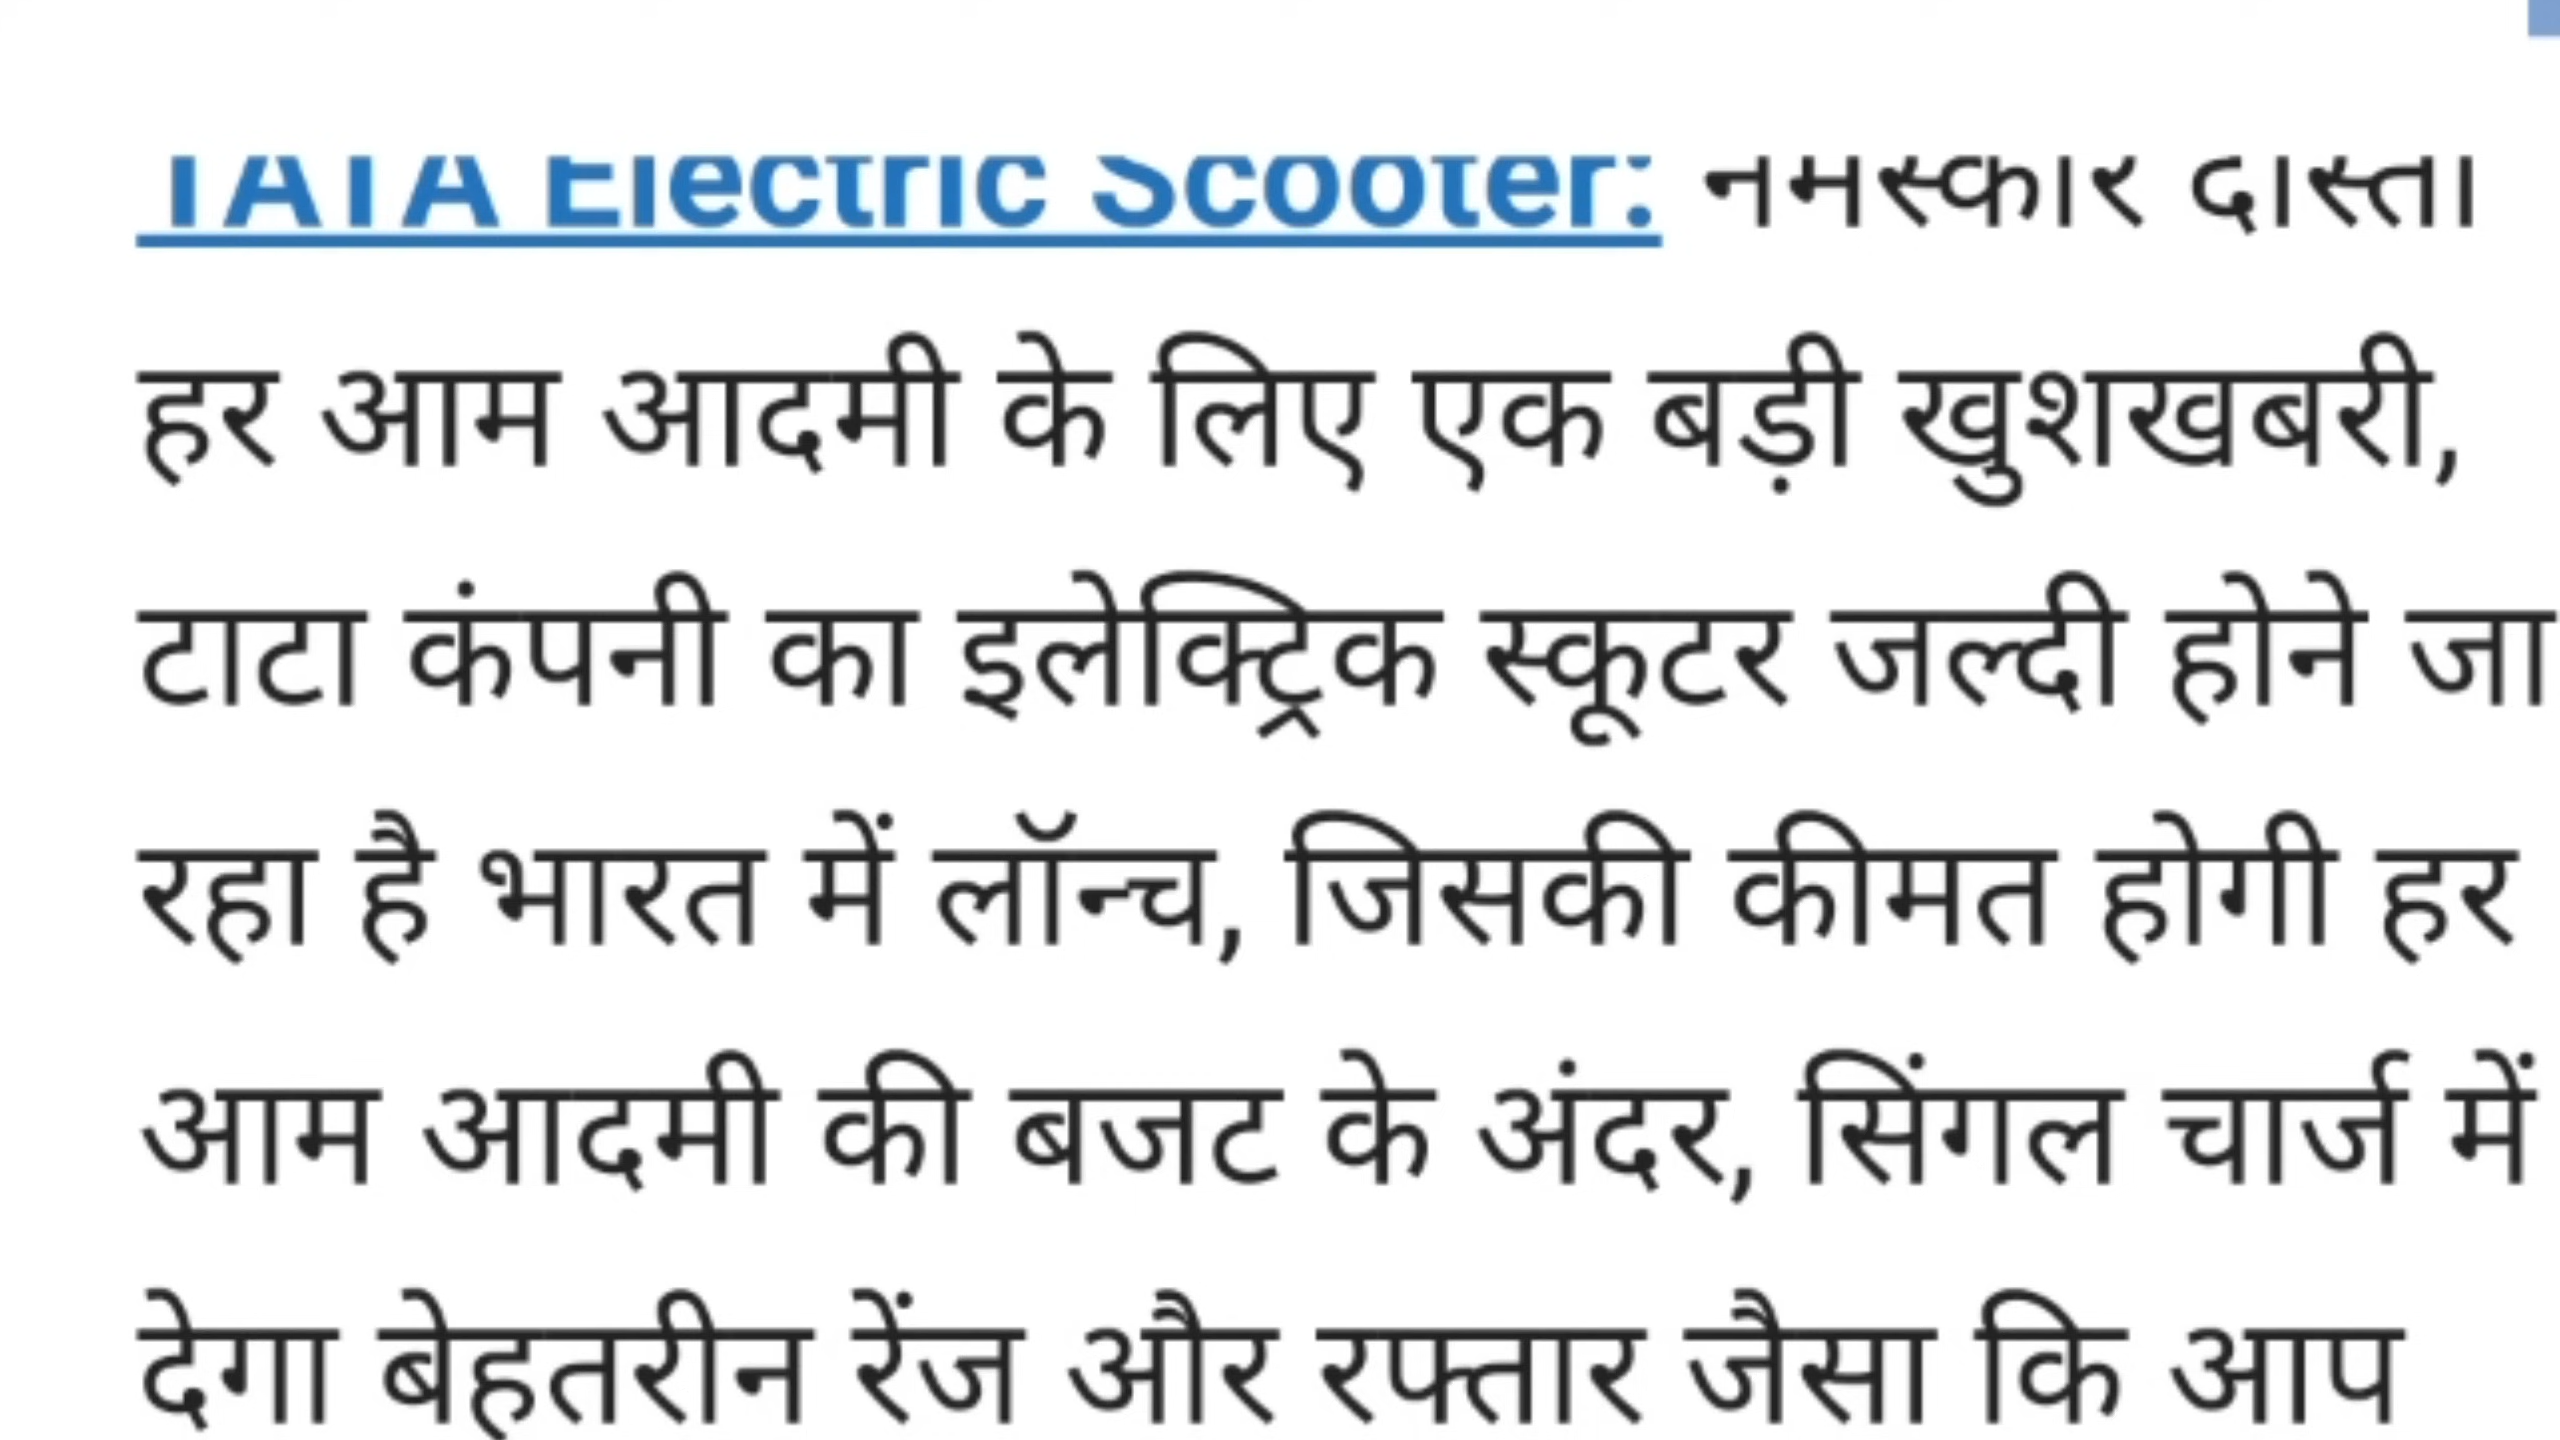 TATA Electric Scooter: नमस्कार दोस्तों
हर आम आदमी के लिए एक बड़ी खुशखबरी,
टाटा कंपनी का इलेक्ट्रिक स्कूटर जल्दी होने जा
रहा है भारत में लॉन्च, जिसकी कीमत होगी हर
आम आदमी की बजट के अंदर, सिंगल चार्ज में
देगा बेहतरीन रेंज और रफ्तार जैसा कि आप